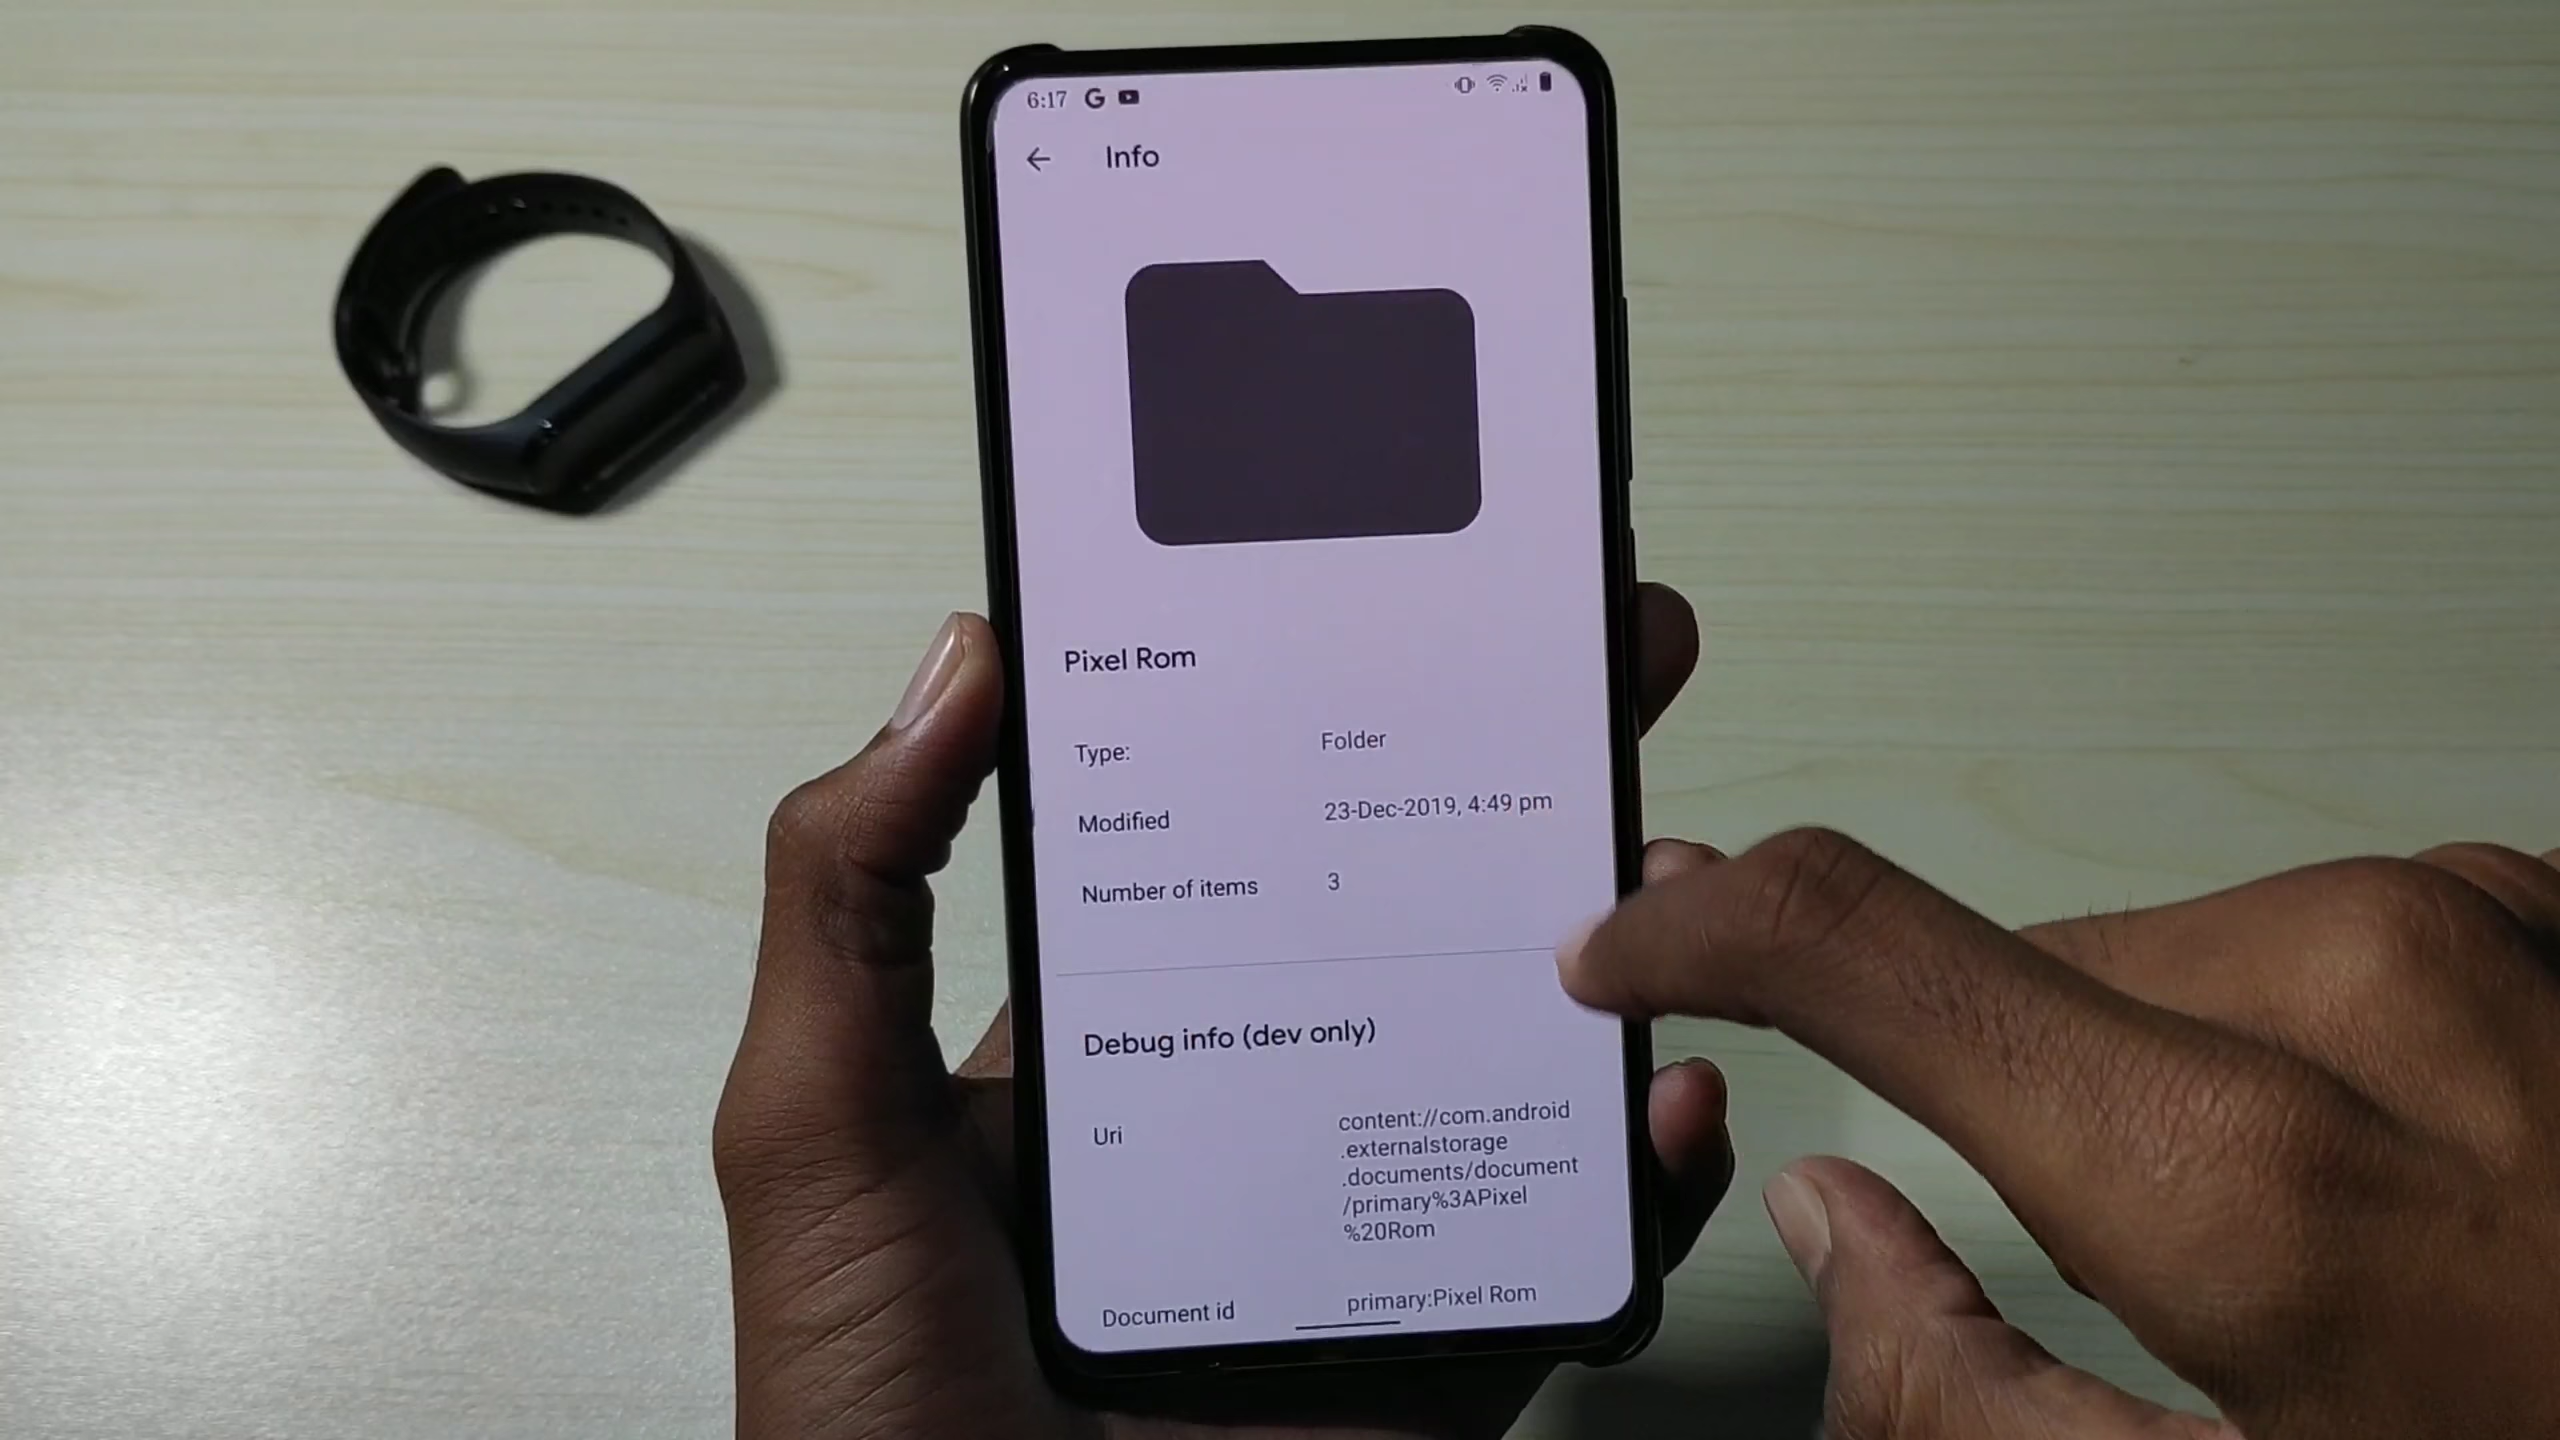 6:17 G
Info
Pixel Rom
Type: Folder
Modified 23-Dec-2019, 4:49 pm
Number of items 3
Debug info (dev only)
Uri content://com.android
.externalstorage
.documents/document
/primary%3APixel
%20Rom
Document id primary:Pixel Rom